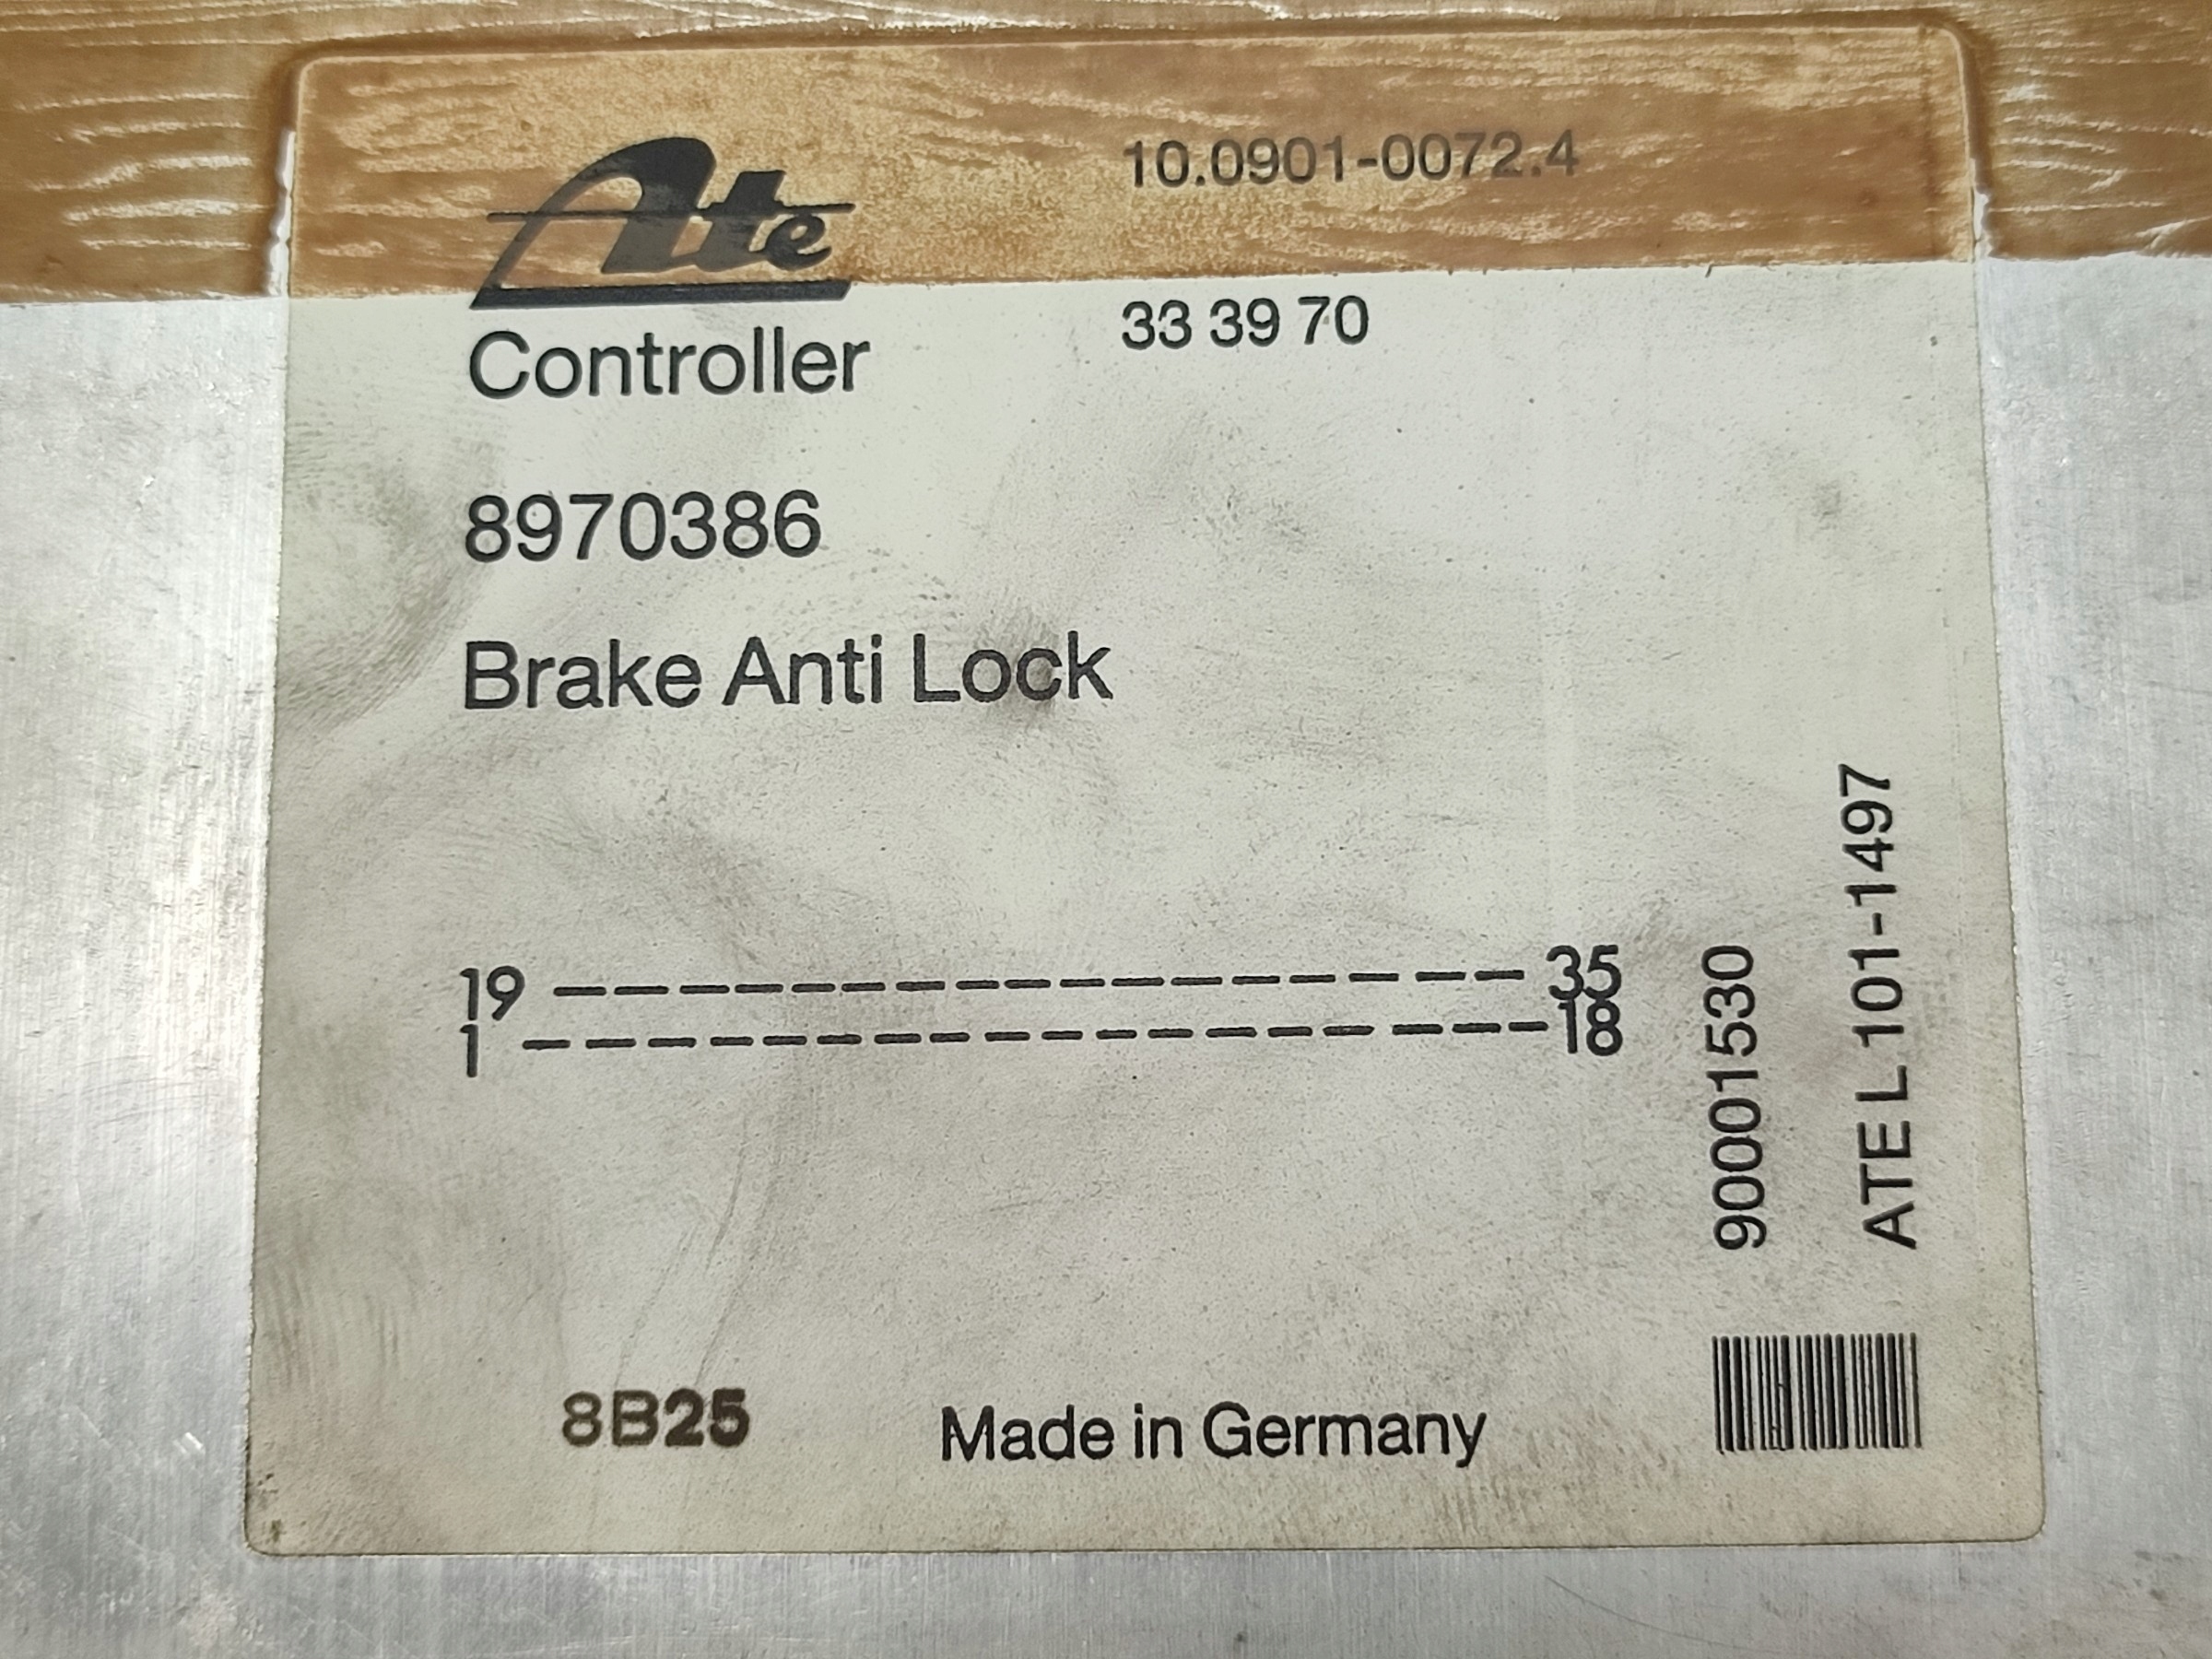 Ate
10.0901-0072.4
Controller
33 39 70
8970386
Brake Anti Lock
19 ------------------ 35
1 ------------------- 18
90001530
ATE L 101-1497
8B25
Made in Germany